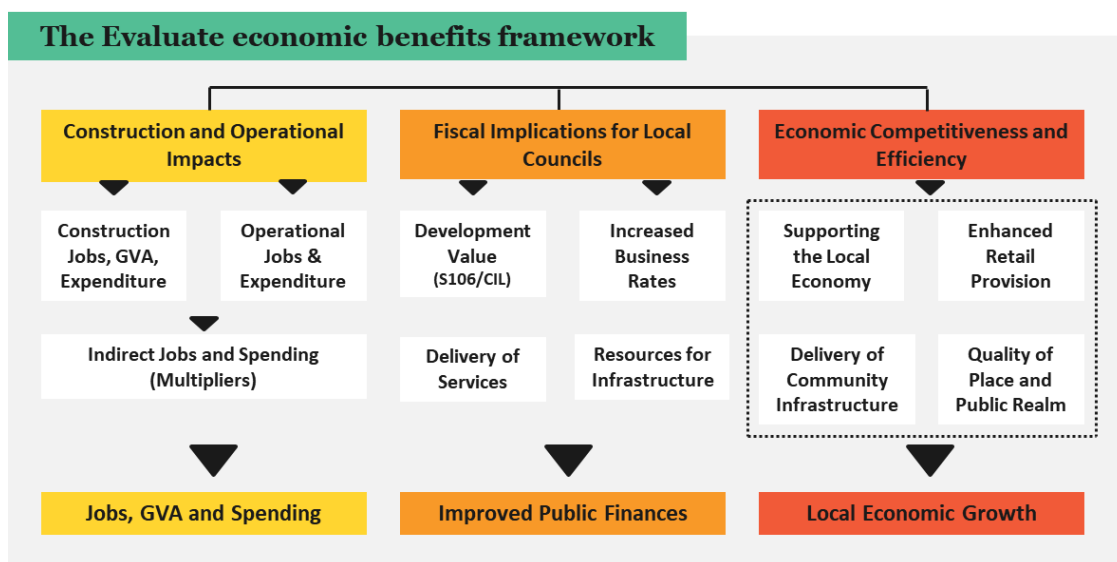 The Evaluate economic benefits framework
Construction and Operational
Impacts
Construction
Jobs, GVA,
Expenditure
Operational
Jobs &
Expenditure
Indirect Jobs and Spending
(Multipliers)
Jobs, GVA and Spending
Fiscal Implications for Local
Councils
Development
Value
(S106/CIL)
Increased
Business
Rates
Delivery of
Services
Resources for
Infrastructure
Improved Public Finances
Economic Competitiveness and
Efficiency
Supporting
the Local
Economy
Enhanced
Retail
Provision
Delivery of
Community
Infrastructure
Quality of
Place and
Public Realm
Local Economic Growth